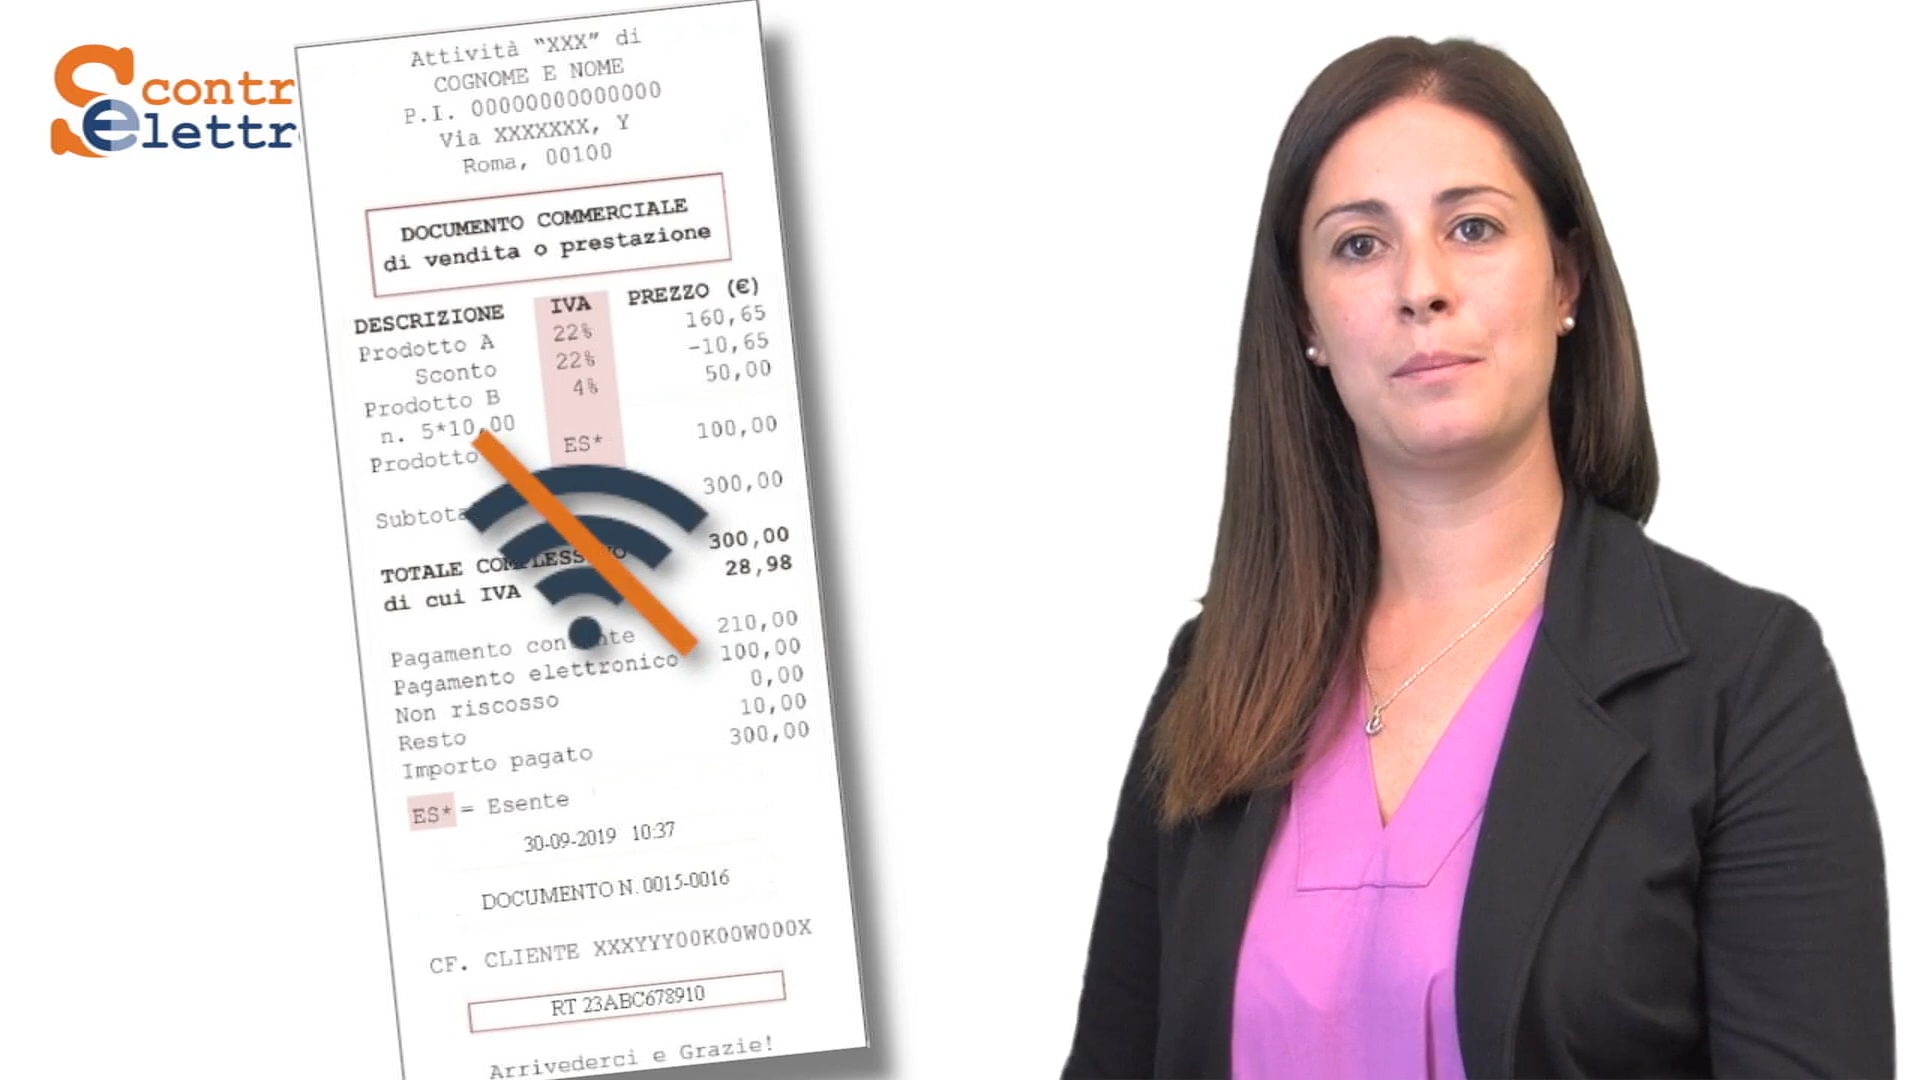 Scontr
elettr
Attività “XXX” di
COGNOME E NOME
P.I. 00000000000000
Via XXXXXXX, Y
Roma, 00100
DOCUMENTO COMMERCIALE
di vendita o prestazione
DESCRIZIONE IVA PREZZO (€)
Prodotto A 22% 160,65
Sconto 22% -10,65
Prodotto B 4% 50,00
n. 5*10,00
Prodotto ES* 100,00
Subtota 300,00
TOTALE COMPLESSIVO 300,00
di cui IVA 28,98
Pagamento contante 210,00
Pagamento elettronico 100,00
Non riscosso 0,00
Resto 10,00
Importo pagato 300,00
ES* = Esente
30-09-2019 10:37
DOCUMENTO N. 0015-0016
CF. CLIENTE XXXYYY00K00W000X
RT 23ABC678910
Arrivederci e Grazie!